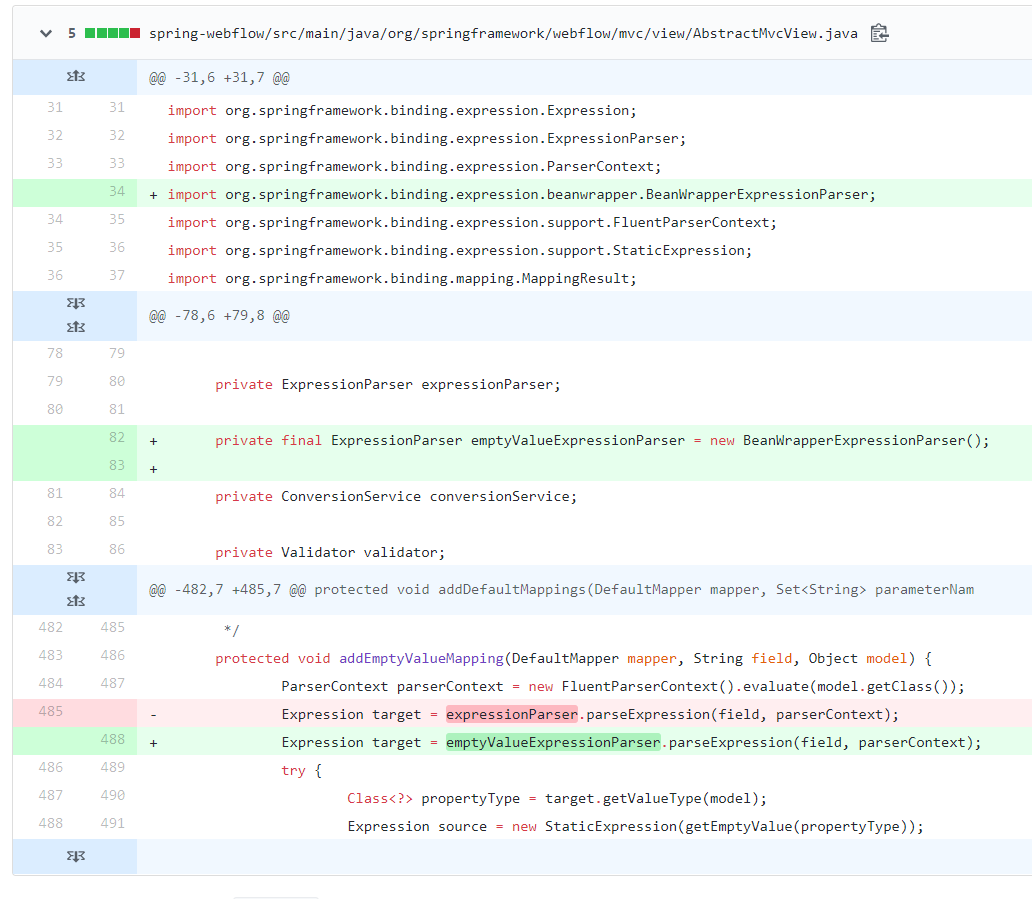 5 spring-webflow/src/main/java/org/springframework/webflow/mvc/view/AbstractMvcView.java
@@ -31,6 +31,7 @@
31 31 import org.springframework.binding.expression.Expression;
32 32 import org.springframework.binding.expression.ExpressionParser;
33 33 import org.springframework.binding.expression.ParserContext;
34 + import org.springframework.binding.expression.beanwrapper.BeanWrapperExpressionParser;
34 35 import org.springframework.binding.expression.support.FluentParserContext;
35 36 import org.springframework.binding.expression.support.StaticExpression;
36 37 import org.springframework.binding.mapping.MappingResult;
@@ -78,6 +79,8 @@
78 79
79 80 private ExpressionParser expressionParser;
80 81
82 + private final ExpressionParser emptyValueExpressionParser = new BeanWrapperExpressionParser();
83 +
81 84 private ConversionService conversionService;
82 85
83 86 private Validator validator;
@@ -482,7 +485,7 @@ protected void addDefaultMappings(DefaultMapper mapper, Set<String> parameterNam
482 485 */
483 486 protected void addEmptyValueMapping(DefaultMapper mapper, String field, Object model) {
484 487 ParserContext parserContext = new FluentParserContext().evaluate(model.getClass());
485 - Expression target = expressionParser.parseExpression(field, parserContext);
488 + Expression target = emptyValueExpressionParser.parseExpression(field, parserContext);
486 489 try {
487 490 Class<?> propertyType = target.getValueType(model);
488 491 Expression source = new StaticExpression(getEmptyValue(propertyType));